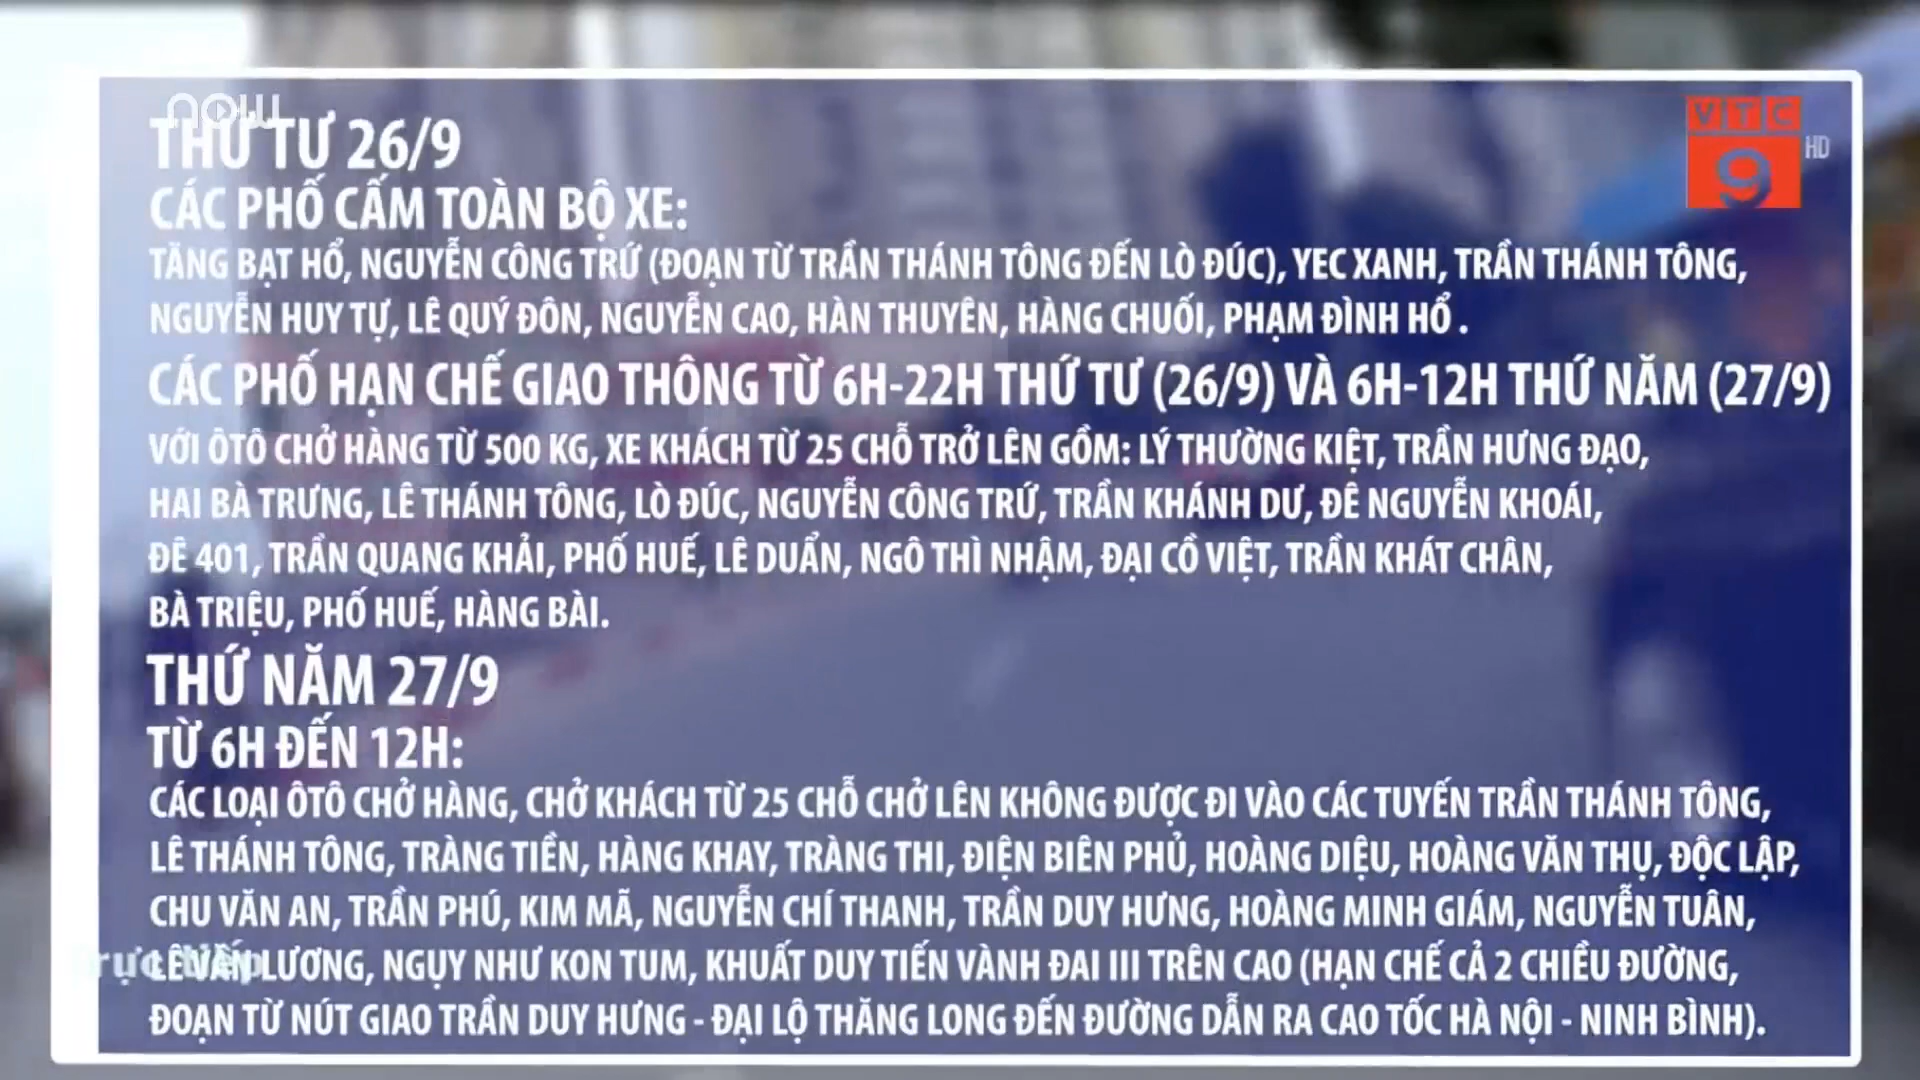 now
VTC
9
HD
THỨ TƯ 26/9
CÁC PHỐ CẤM TOÀN BỘ XE:
TĂNG BẠT HỔ, NGUYỄN CÔNG TRỨ (ĐOẠN TỪ TRẦN THÁNH TÔNG ĐẾN LÒ ĐÚC), YEC XANH, TRẦN THÁNH TÔNG,
NGUYỄN HUY TỰ, LÊ QUÝ ĐÔN, NGUYỄN CAO, HÀN THUYÊN, HÀNG CHUỐI, PHẠM ĐÌNH HỔ .
CÁC PHỐ HẠN CHẾ GIAO THÔNG TỪ 6H-22H THỨ TƯ (26/9) VÀ 6H-12H THỨ NĂM (27/9)
VỚI ÔTÔ CHỞ HÀNG TỪ 500 KG, XE KHÁCH TỪ 25 CHỖ TRỞ LÊN GỒM: LÝ THƯỜNG KIỆT, TRẦN HƯNG ĐẠO,
HAI BÀ TRƯNG, LÊ THÁNH TÔNG, LÒ ĐÚC, NGUYỄN CÔNG TRỨ, TRẦN KHÁNH DƯ, ĐÊ NGUYỄN KHOÁI,
ĐÊ 401, TRẦN QUANG KHẢI, PHỐ HUẾ, LÊ DUẨN, NGÔ THÌ NHẬM, ĐẠI CỒ VIỆT, TRẦN KHÁT CHÂN,
BÀ TRIỆU, PHỐ HUẾ, HÀNG BÀI.
THỨ NĂM 27/9
TỪ 6H ĐẾN 12H:
CÁC LOẠI ÔTÔ CHỞ HÀNG, CHỞ KHÁCH TỪ 25 CHỖ CHỞ LÊN KHÔNG ĐƯỢC ĐI VÀO CÁC TUYẾN TRẦN THÁNH TÔNG,
LÊ THÁNH TÔNG, TRÀNG TIỀN, HÀNG KHAY, TRÀNG THI, ĐIỆN BIÊN PHỦ, HOÀNG DIỆU, HOÀNG VĂN THỤ, ĐỘC LẬP,
CHU VĂN AN, TRẦN PHÚ, KIM MÃ, NGUYỄN CHÍ THANH, TRẦN DUY HƯNG, HOÀNG MINH GIÁM, NGUYỄN TUÂN,
LÊ VĂN LƯƠNG, NGỤY NHƯ KON TUM, KHUẤT DUY TIẾN VÀNH ĐAI III TRÊN CAO (HẠN CHẾ CẢ 2 CHIỀU ĐƯỜNG,
ĐOẠN TỪ NÚT GIAO TRẦN DUY HƯNG - ĐẠI LỘ THĂNG LONG ĐẾN ĐƯỜNG DẪN RA CAO TỐC HÀ NỘI - NINH BÌNH).
Trực tiếp